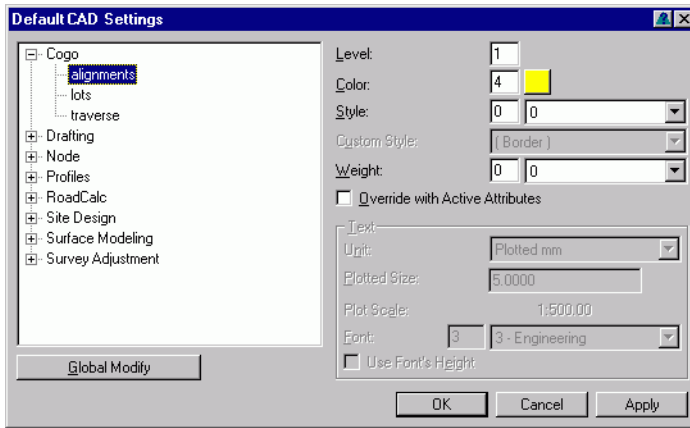 Default CAD Settings
Cogo
alignments
lots
traverse
Drafting
Node
Profiles
RoadCalc
Site Design
Surface Modeling
Survey Adjustment
Global Modify
Level: 1
Color: 4
Style: 0 0
Custom Style: ( Border )
Weight: 0 0
Override with Active Attributes
Text
Unit: Plotted mm
Plotted Size: 5.0000
Plot Scale: 1:500.00
Font: 3 3 - Engineering
Use Font's Height
OK Cancel Apply